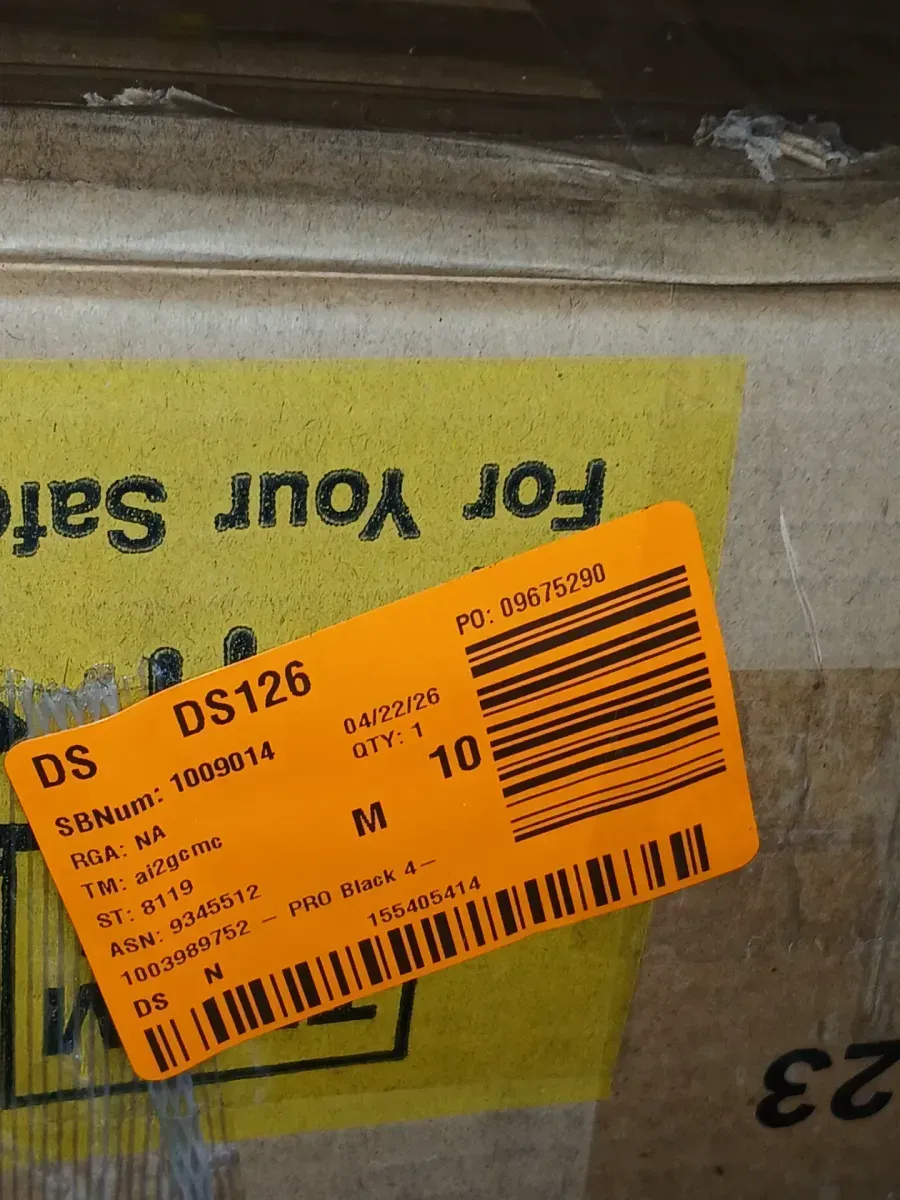 For Your
PO: 09675290
DS DS126
04/22/26
SBNum: 1009014
QTY: 1
10
RGA: NA
M
TM: ai2gcmc
ST: 8119
ASN: 9345512
1003989752 – PRO Black 4–
155405414
DS N
23